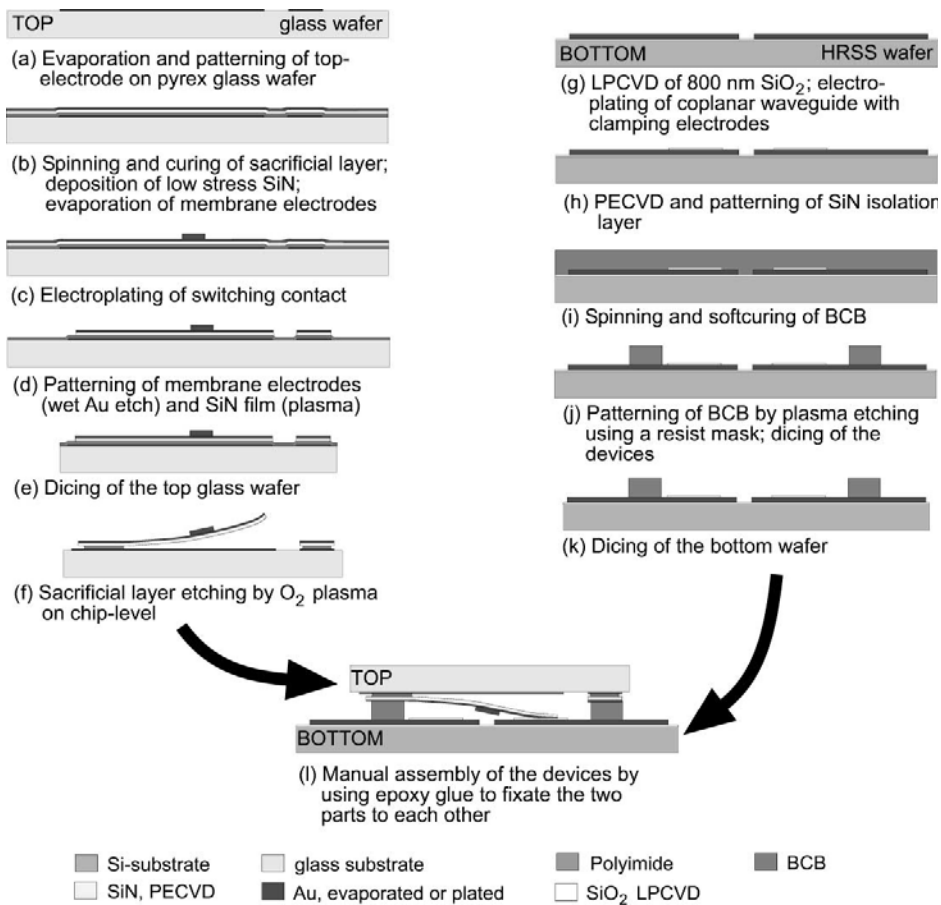 TOP
glass wafer
(a) Evaporation and patterning of top-
electrode on pyrex glass wafer
(b) Spinning and curing of sacrificial layer;
deposition of low stress SiN;
evaporation of membrane electrodes
(c) Electroplating of switching contact
(d) Patterning of membrane electrodes
(wet Au etch) and SiN film (plasma)
(e) Dicing of the top glass wafer
(f) Sacrificial layer etching by O2 plasma
on chip-level
BOTTOM
HRSS wafer
(g) LPCVD of 800 nm SiO2; electro-
plating of coplanar waveguide with
clamping electrodes
(h) PECVD and patterning of SiN isolation
layer
(i) Spinning and softcuring of BCB
(j) Patterning of BCB by plasma etching
using a resist mask; dicing of the
devices
(k) Dicing of the bottom wafer
TOP
BOTTOM
(l) Manual assembly of the devices by
using epoxy glue to fixate the two
parts to each other
Si-substrate
glass substrate
Polyimide
BCB
SiN, PECVD
Au, evaporated or plated
SiO2 LPCVD